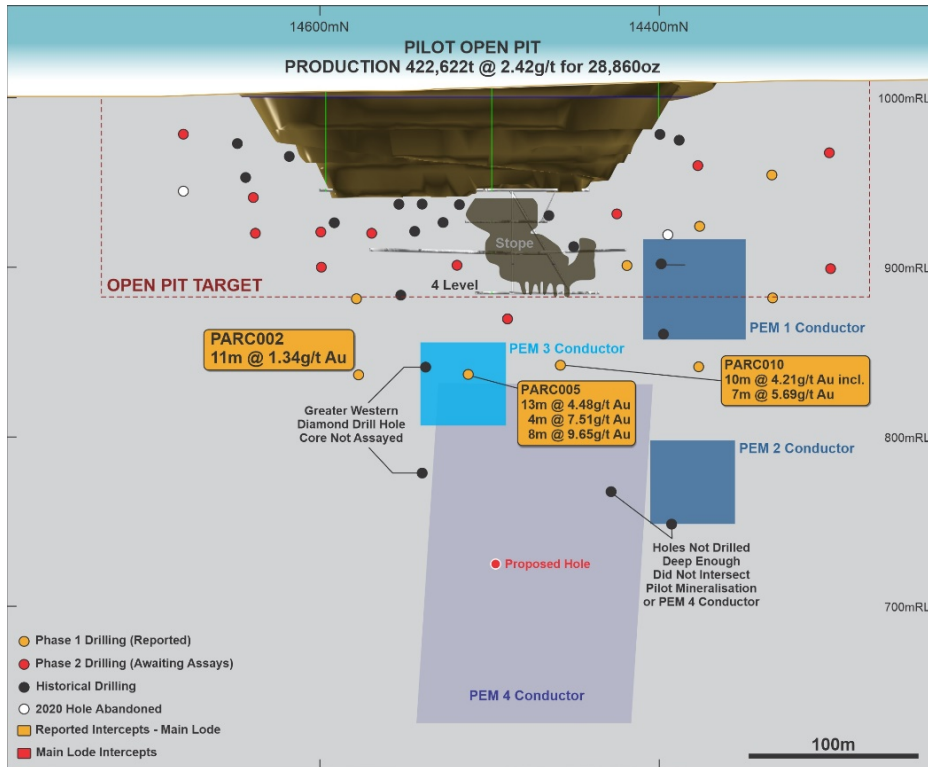 14600mN
14400mN
PILOT OPEN PIT
PRODUCTION 422,622t @ 2.42g/t for 28,860oz
1000mRL
Stope
900mRL
OPEN PIT TARGET
4 Level
PARC002
11m @ 1.34g/t Au
PEM 3 Conductor
PEM 1 Conductor
PARC010
10m @ 4.21g/t Au incl.
7m @ 5.69g/t Au
PARC005
13m @ 4.48g/t Au
4m @ 7.51g/t Au
8m @ 9.65g/t Au
Greater Western
Diamond Drill Hole
Core Not Assayed
800mRL
PEM 2 Conductor
Holes Not Drilled
Deep Enough
Did Not Intersect
Pilot Mineralisation
or PEM 4 Conductor
Proposed Hole
700mRL
PEM 4 Conductor
Phase 1 Drilling (Reported)
Phase 2 Drilling (Awaiting Assays)
Historical Drilling
2020 Hole Abandoned
Reported Intercepts - Main Lode
Main Lode Intercepts
100m